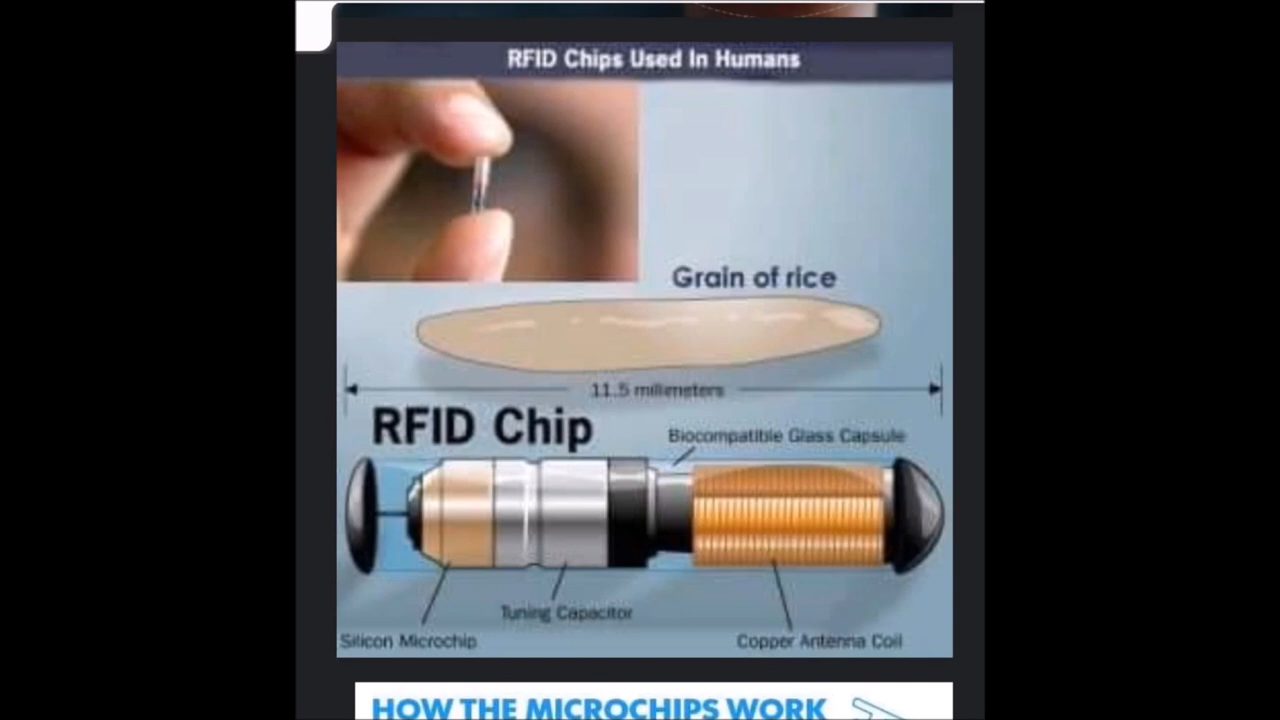 RFID Chips Used In Humans
Grain of rice
11.5 millimeters
RFID Chip
Biocompatible Glass Capsule
Tuning Capacitor
Silicon Microchip
Copper Antenna Coil
HOW THE MICROCHIPS WORK